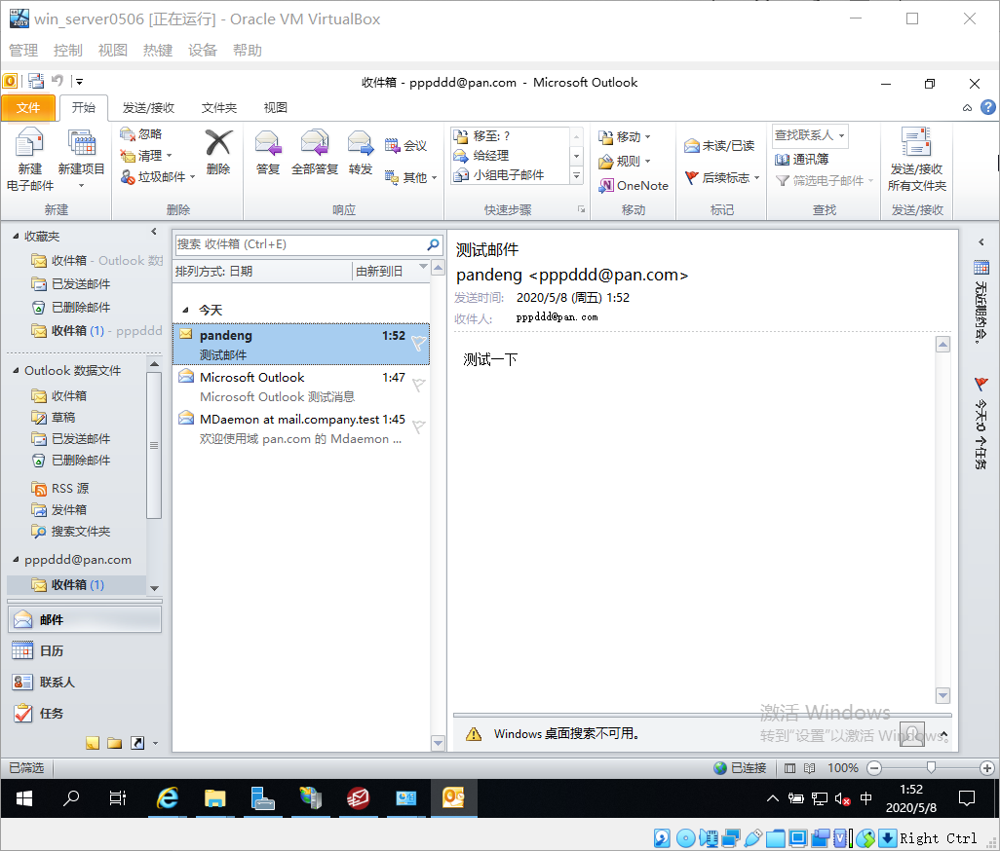 win_server0506 [正在运行] - Oracle VM VirtualBox
管理 控制 视图 热键 设备 帮助
收件箱 - pppddd@pan.com - Microsoft Outlook
文件 开始 发送/接收 文件夹 视图
新建
电子邮件
新建项目
新建
忽略
清理
垃圾邮件
删除
删除
答复
全部答复
转发
会议
其他
响应
移至: ?
给经理
小组电子邮件
快速步骤
移动
规则
OneNote
移动
未读/已读
后续标志
标记
查找联系人
通讯簿
筛选电子邮件
查找
发送/接收
所有文件夹
发送/接收
收藏夹
收件箱 - Outlook 数据
已发送邮件
已删除邮件
收件箱 (1) - pppddd
Outlook 数据文件
收件箱
草稿
已发送邮件
已删除邮件
RSS 源
发件箱
搜索文件夹
pppddd@pan.com
收件箱 (1)
邮件
日历
联系人
任务
搜索 收件箱 (Ctrl+E)
排列方式: 日期 由新到旧
今天
pandeng 1:52
测试邮件
Microsoft Outlook 1:47
Microsoft Outlook 测试消息
MDaemon at mail.company.test 1:45
欢迎使用域 pan.com 的 Mdaemon ...
测试邮件
pandeng <pppddd@pan.com>
发送时间: 2020/5/8 (周五) 1:52
收件人: pppddd@pan.com
测试一下
无近期约会。
今天:0 个任务
激活 Windows
转到"设置"以激活 Windows。
Windows 桌面搜索不可用。
已筛选 已连接 100%
中 1:52
2020/5/8
Right Ctrl